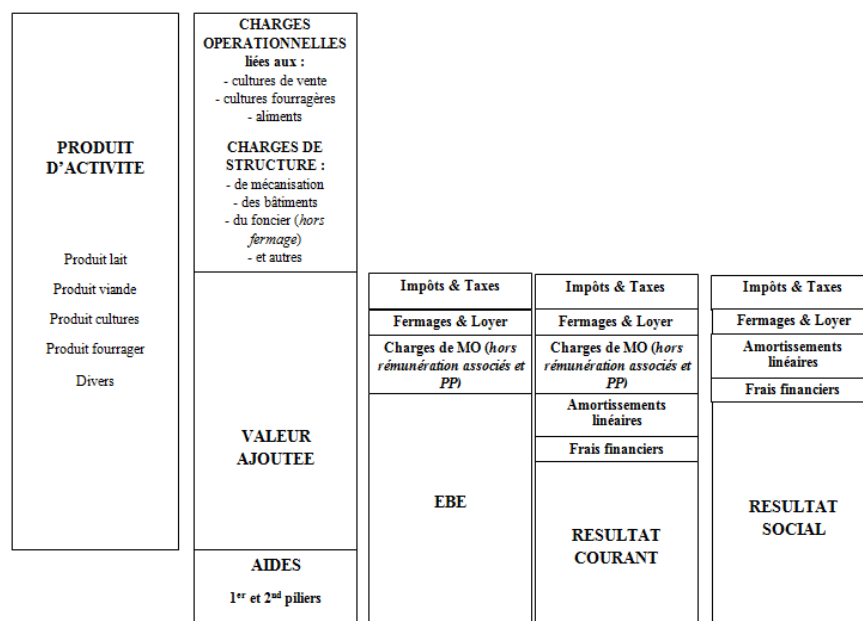 PRODUIT
D'ACTIVITE
Produit lait
Produit viande
Produit cultures
Produit fourrager
Divers
CHARGES
OPERATIONNELLES
liées aux :
- cultures de vente
- cultures fourragères
- aliments
CHARGES DE
STRUCTURE :
- de mécanisation
- des bâtiments
- du foncier (hors
fermage)
- et autres
VALEUR
AJOUTEE
AIDES
1er et 2nd piliers
Impôts & Taxes
Fermages & Loyer
Charges de MO (hors
rémunération associés et
PP)
EBE
Impôts & Taxes
Fermages & Loyer
Charges de MO (hors
rémunération associés et
PP)
Amortissements
linéaires
Frais financiers
RESULTAT
COURANT
Impôts & Taxes
Fermages & Loyer
Amortissements
linéaires
Frais financiers
RESULTAT
SOCIAL